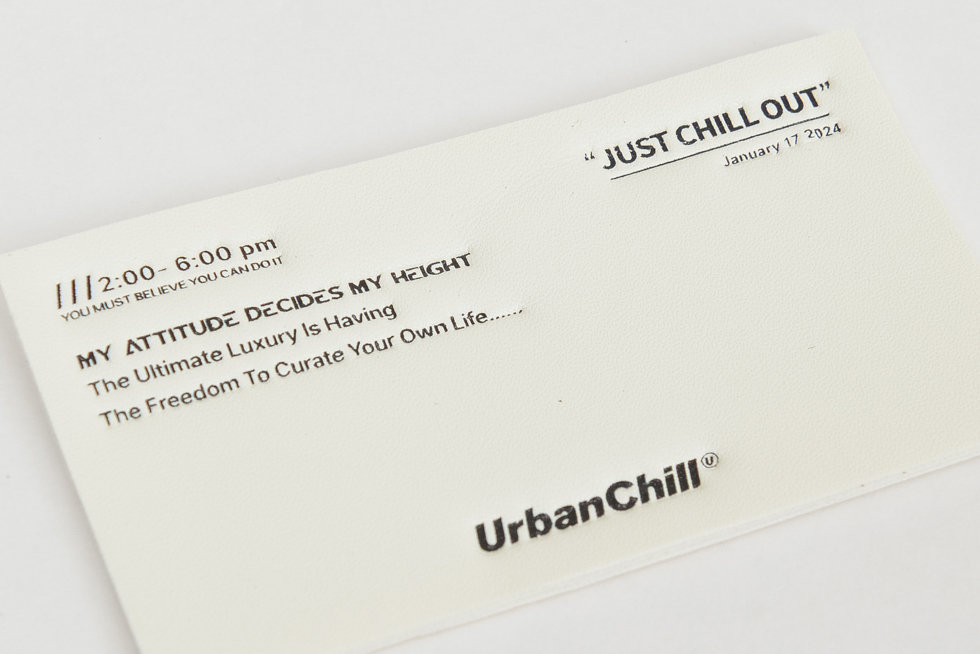 “ JUST CHILL OUT”
January 17 2024
///2:00- 6:00 pm
YOU MUST BELIEVE YOU CAN DO IT
MY ATTITUDE DECIDES MY HEIGHT
The Ultimate Luxury Is Having
The Freedom To Curate Your Own Life......
UrbanChill Ⓤ